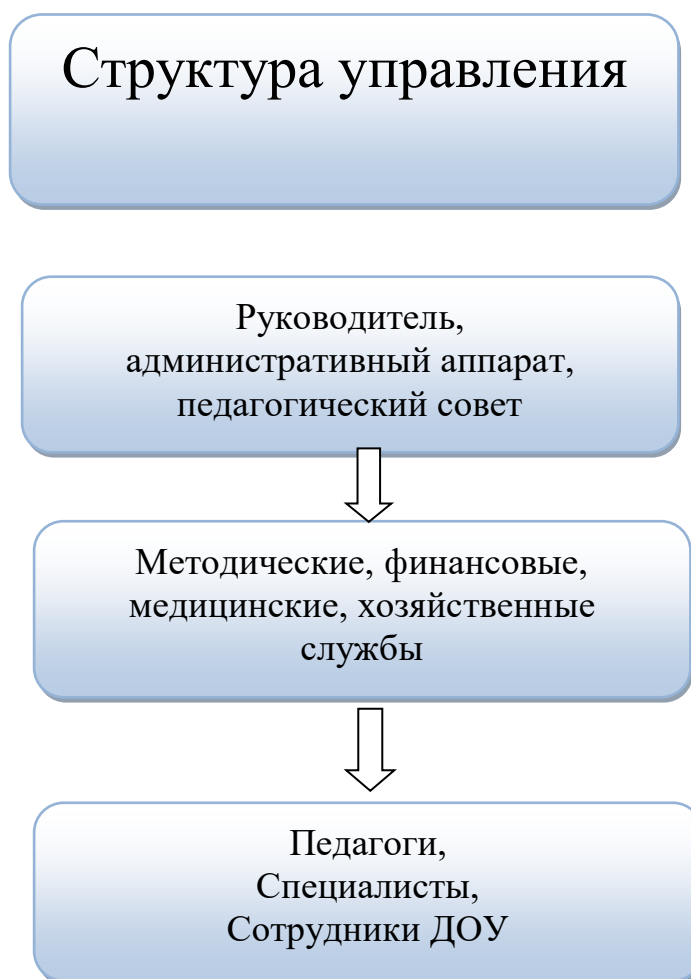 Структура управления
Руководитель,
административный аппарат,
педагогический совет
Методические, финансовые,
медицинские, хозяйственные
службы
Педагоги,
Специалисты,
Сотрудники ДОУ